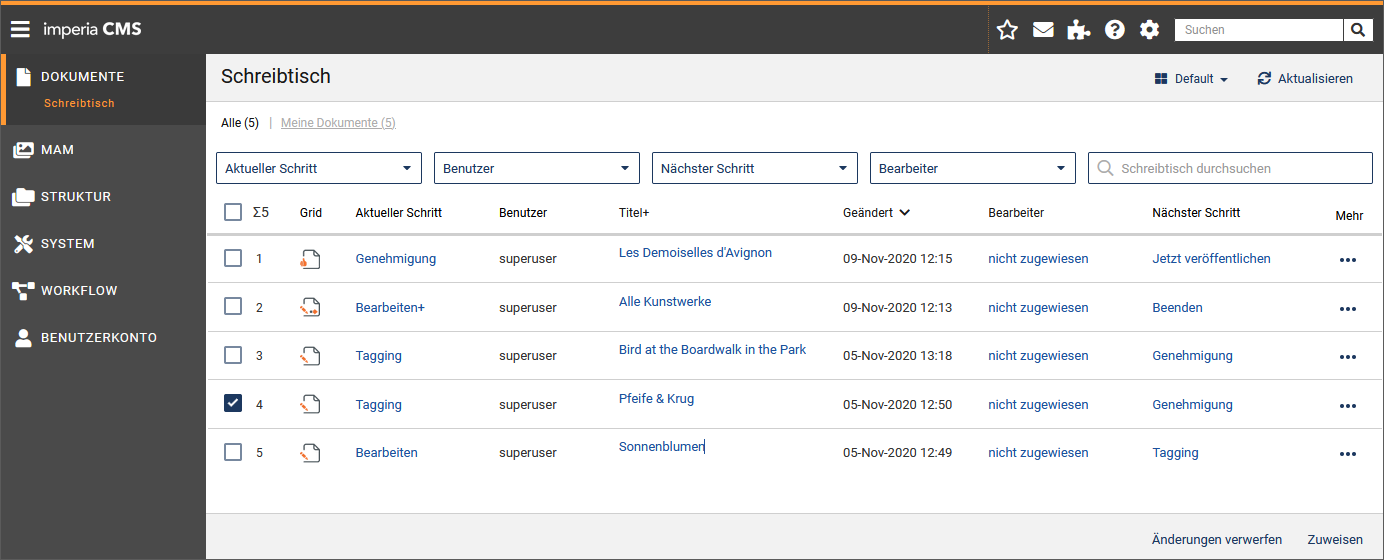 imperia CMS
Suchen
DOKUMENTE
Schreibtisch
MAM
STRUKTUR
SYSTEM
WORKFLOW
BENUTZERKONTO
Schreibtisch
Default
Aktualisieren
Alle (5) | Meine Dokumente (5)
Aktueller Schritt Benutzer Nächster Schritt Bearbeiter Schreibtisch durchsuchen
Σ5 Grid Aktueller Schritt Benutzer Titel+ Geändert Bearbeiter Nächster Schritt Mehr
1 Genehmigung superuser Les Demoiselles d'Avignon 09-Nov-2020 12:15 nicht zugewiesen Jetzt veröffentlichen
2 Bearbeiten+ superuser Alle Kunstwerke 09-Nov-2020 12:13 nicht zugewiesen Beenden
3 Tagging superuser Bird at the Boardwalk in the Park 05-Nov-2020 13:18 nicht zugewiesen Genehmigung
4 Tagging superuser Pfeife & Krug 05-Nov-2020 12:50 nicht zugewiesen Genehmigung
5 Bearbeiten superuser Sonnenblumen 05-Nov-2020 12:49 nicht zugewiesen Tagging
Änderungen verwerfen Zuweisen